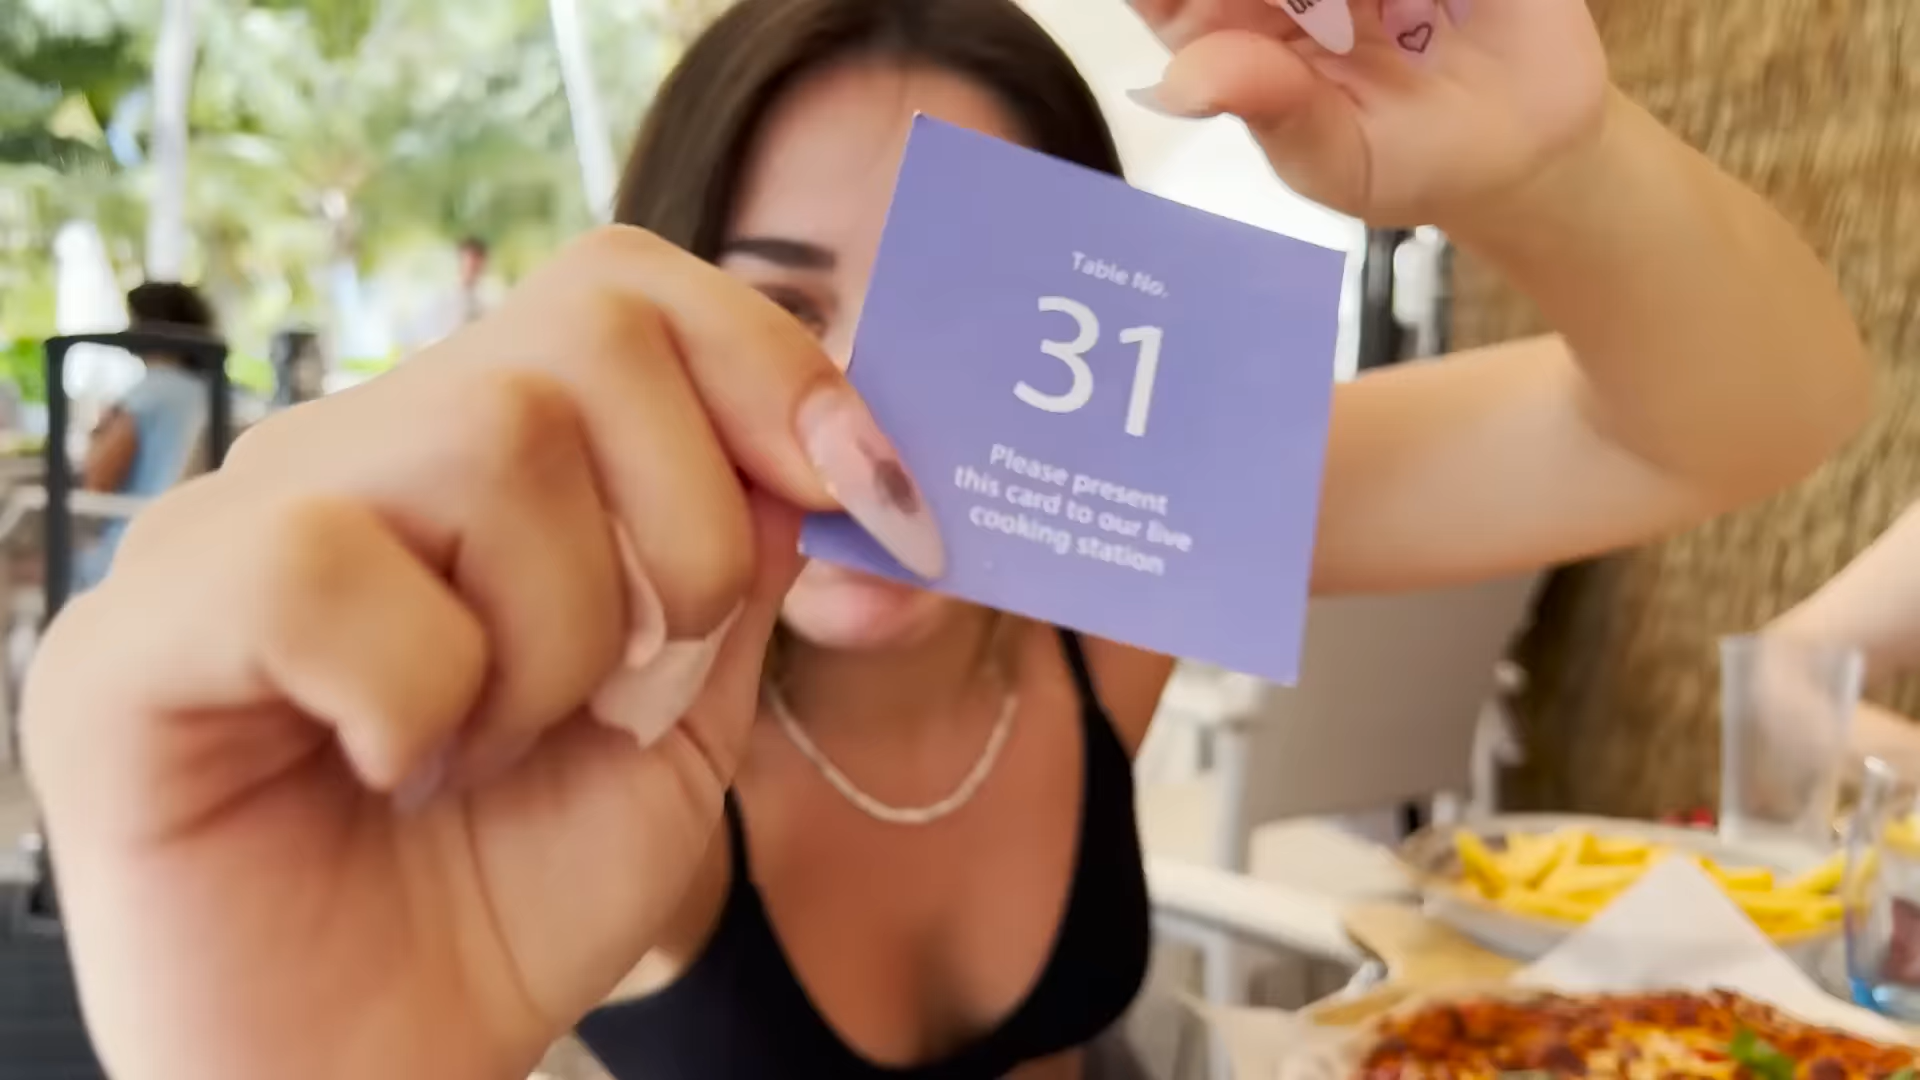 Table No.
31
Please present
this card to our live
cooking station